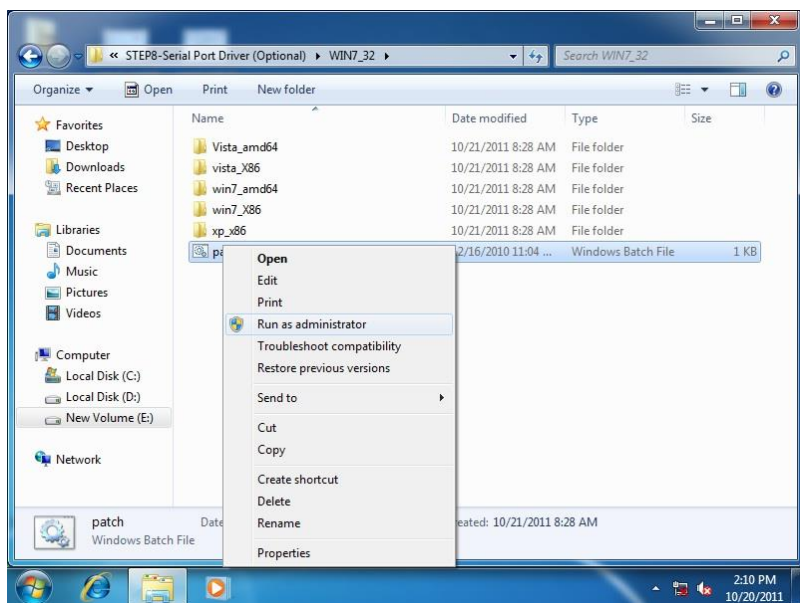 « STEP8-Serial Port Driver (Optional) WIN7_32
Search WIN7_32
Organize Open Print New folder
Name Date modified Type Size
Favorites
Desktop
Downloads
Recent Places
Libraries
Documents
Music
Pictures
Videos
Computer
Local Disk (C:)
Local Disk (D:)
New Volume (E:)
Network
Vista_amd64 10/21/2011 8:28 AM File folder
vista_X86 10/21/2011 8:28 AM File folder
win7_amd64 10/21/2011 8:28 AM File folder
win7_X86 10/21/2011 8:28 AM File folder
xp_x86 10/21/2011 8:28 AM File folder
2/16/2010 11:04 ... Windows Batch File 1 KB
Open
Edit
Print
Run as administrator
Troubleshoot compatibility
Restore previous versions
Send to
Cut
Copy
Create shortcut
Delete
Rename
Properties
patch Date eated: 10/21/2011 8:28 AM
Windows Batch File
2:10 PM
10/20/2011